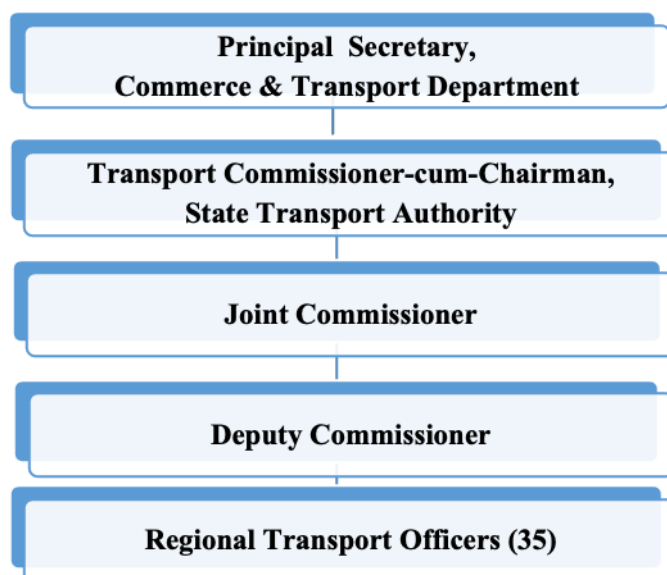 Principal Secretary,
Commerce & Transport Department
Transport Commissioner-cum-Chairman,
State Transport Authority
Joint Commissioner
Deputy Commissioner
Regional Transport Officers (35)